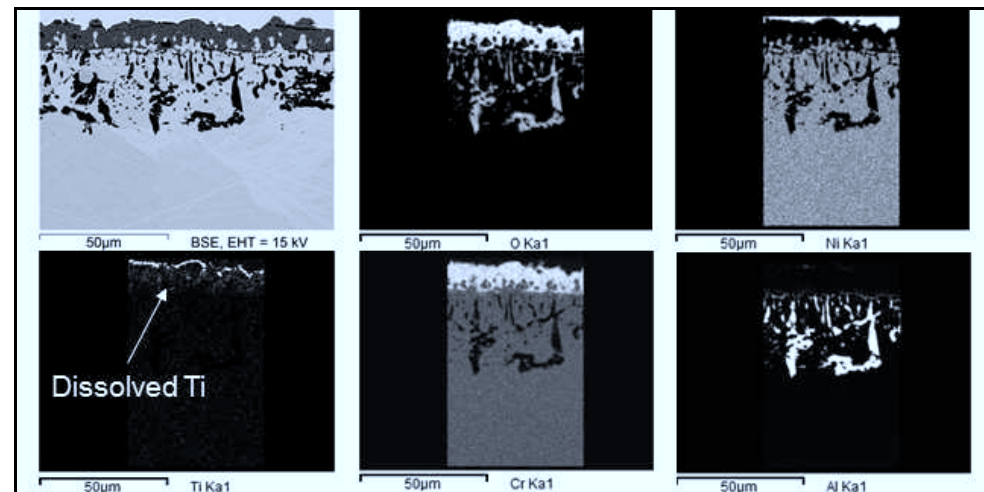 50µm BSE, EHT = 15 kV
50µm O Ka1
50µm Ni Ka1
Dissolved Ti
50µm Ti Ka1
50µm Cr Ka1
50µm Al Ka1